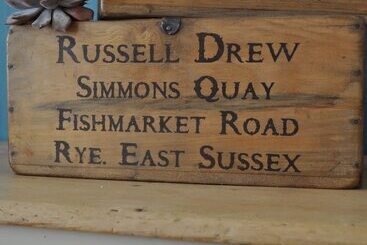 Russell Drew
Simmons Quay
Fishmarket Road
Rye. East Sussex